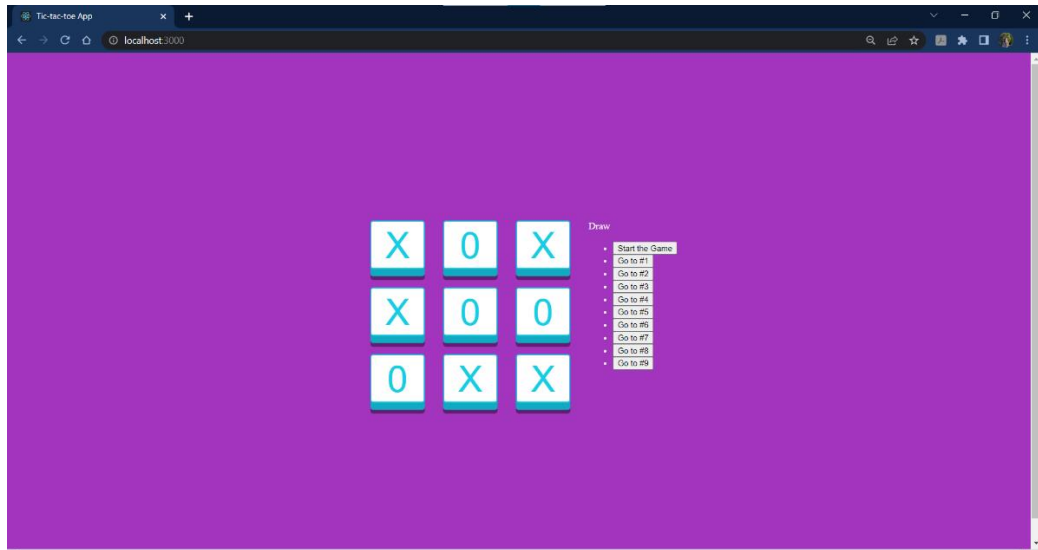 Tic-tac-toe App
localhost:3000
X 0 X
X 0 0
0 X X
Draw
Start the Game
Go to #1
Go to #2
Go to #3
Go to #4
Go to #5
Go to #6
Go to #7
Go to #8
Go to #9